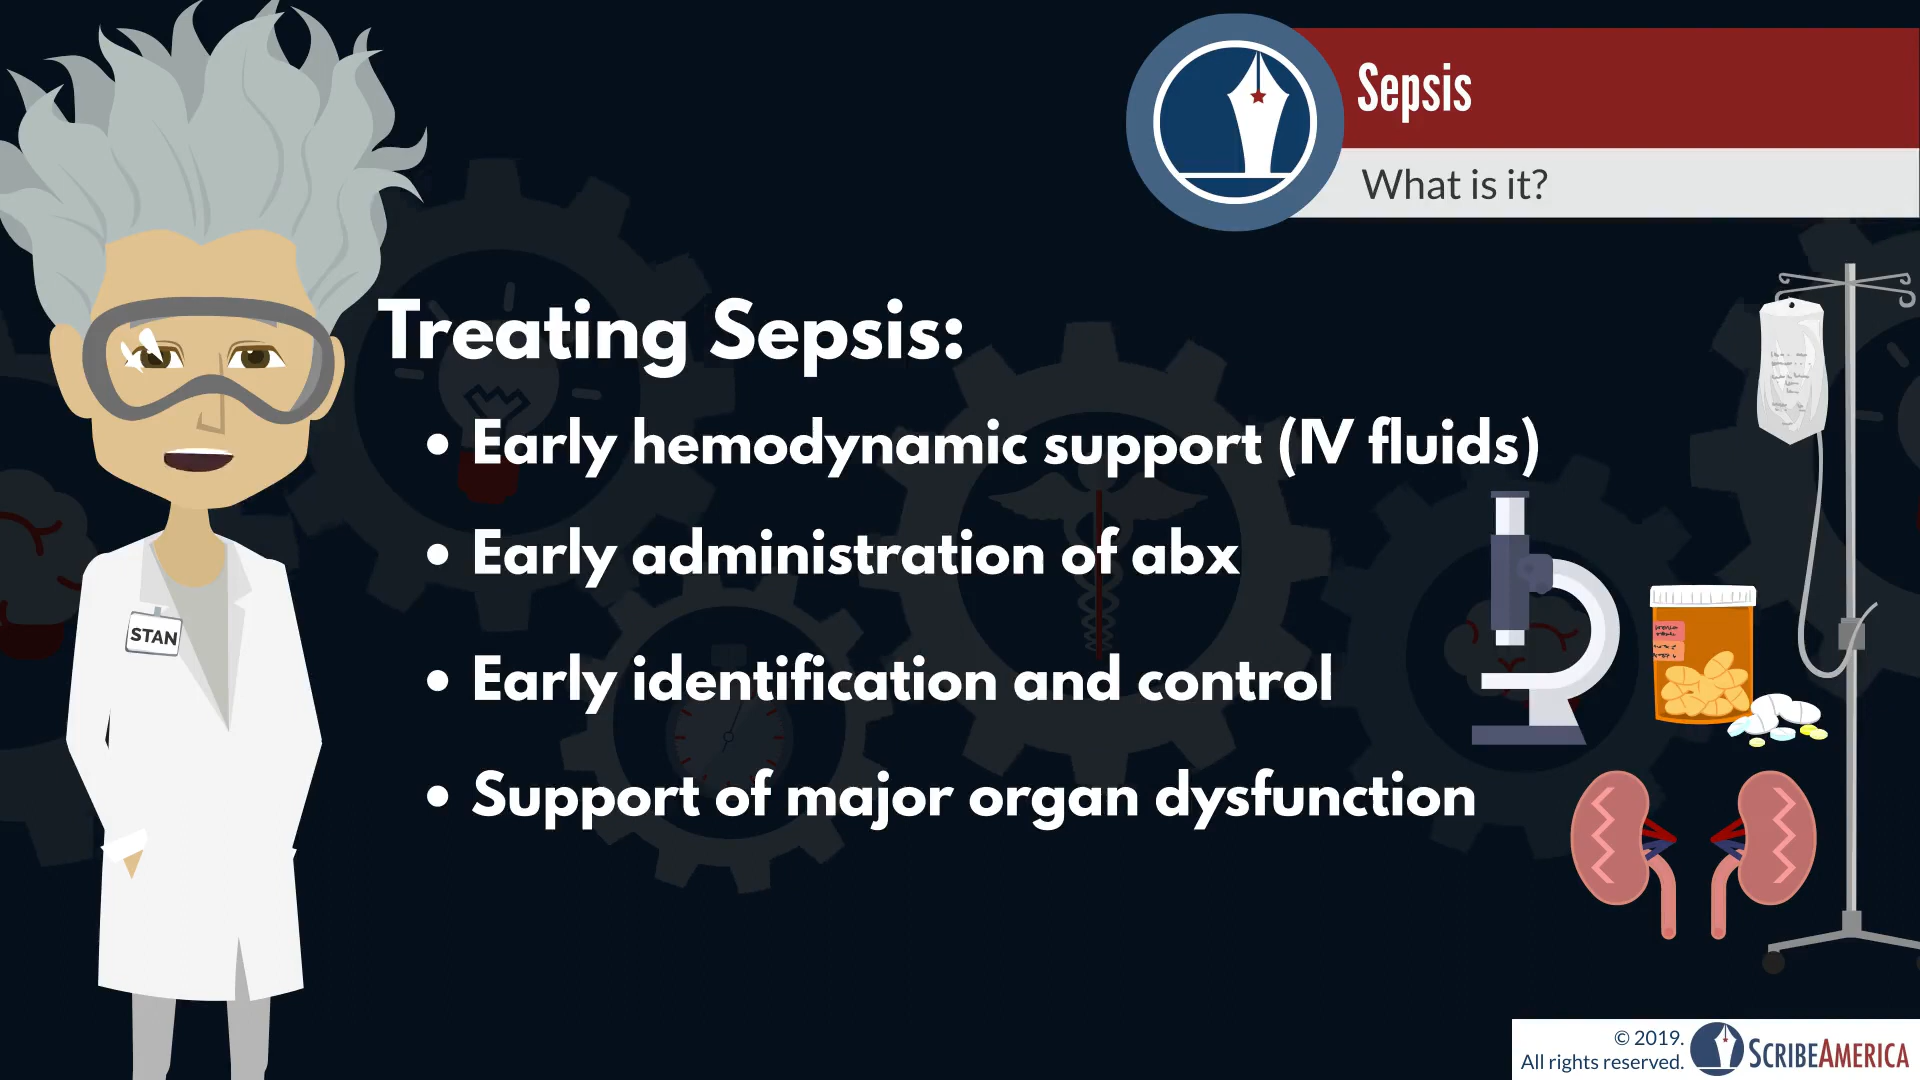 Sepsis
What is it?
Treating Sepsis:
• Early hemodynamic support (IV fluids)
• Early administration of abx
• Early identification and control
• Support of major organ dysfunction
STAN
© 2019.
All rights reserved.
SCRIBEAMERICA